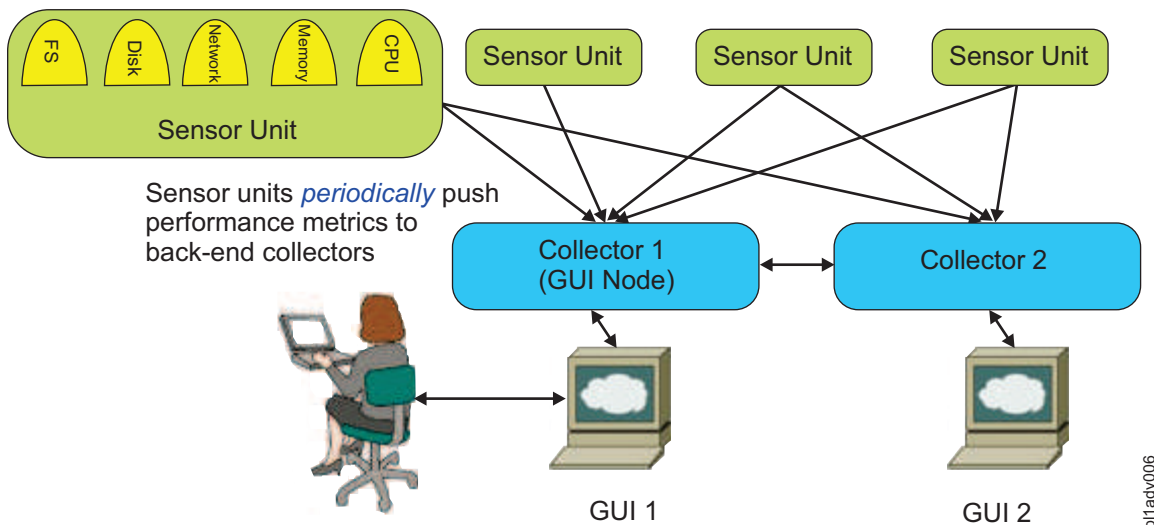 FS
Disk
Network
Memory
CPU
Sensor Unit
Sensor Unit
Sensor Unit
Sensor Unit
Sensor units periodically push
performance metrics to
back-end collectors
Collector 1
(GUI Node)
Collector 2
GUI 1
GUI 2